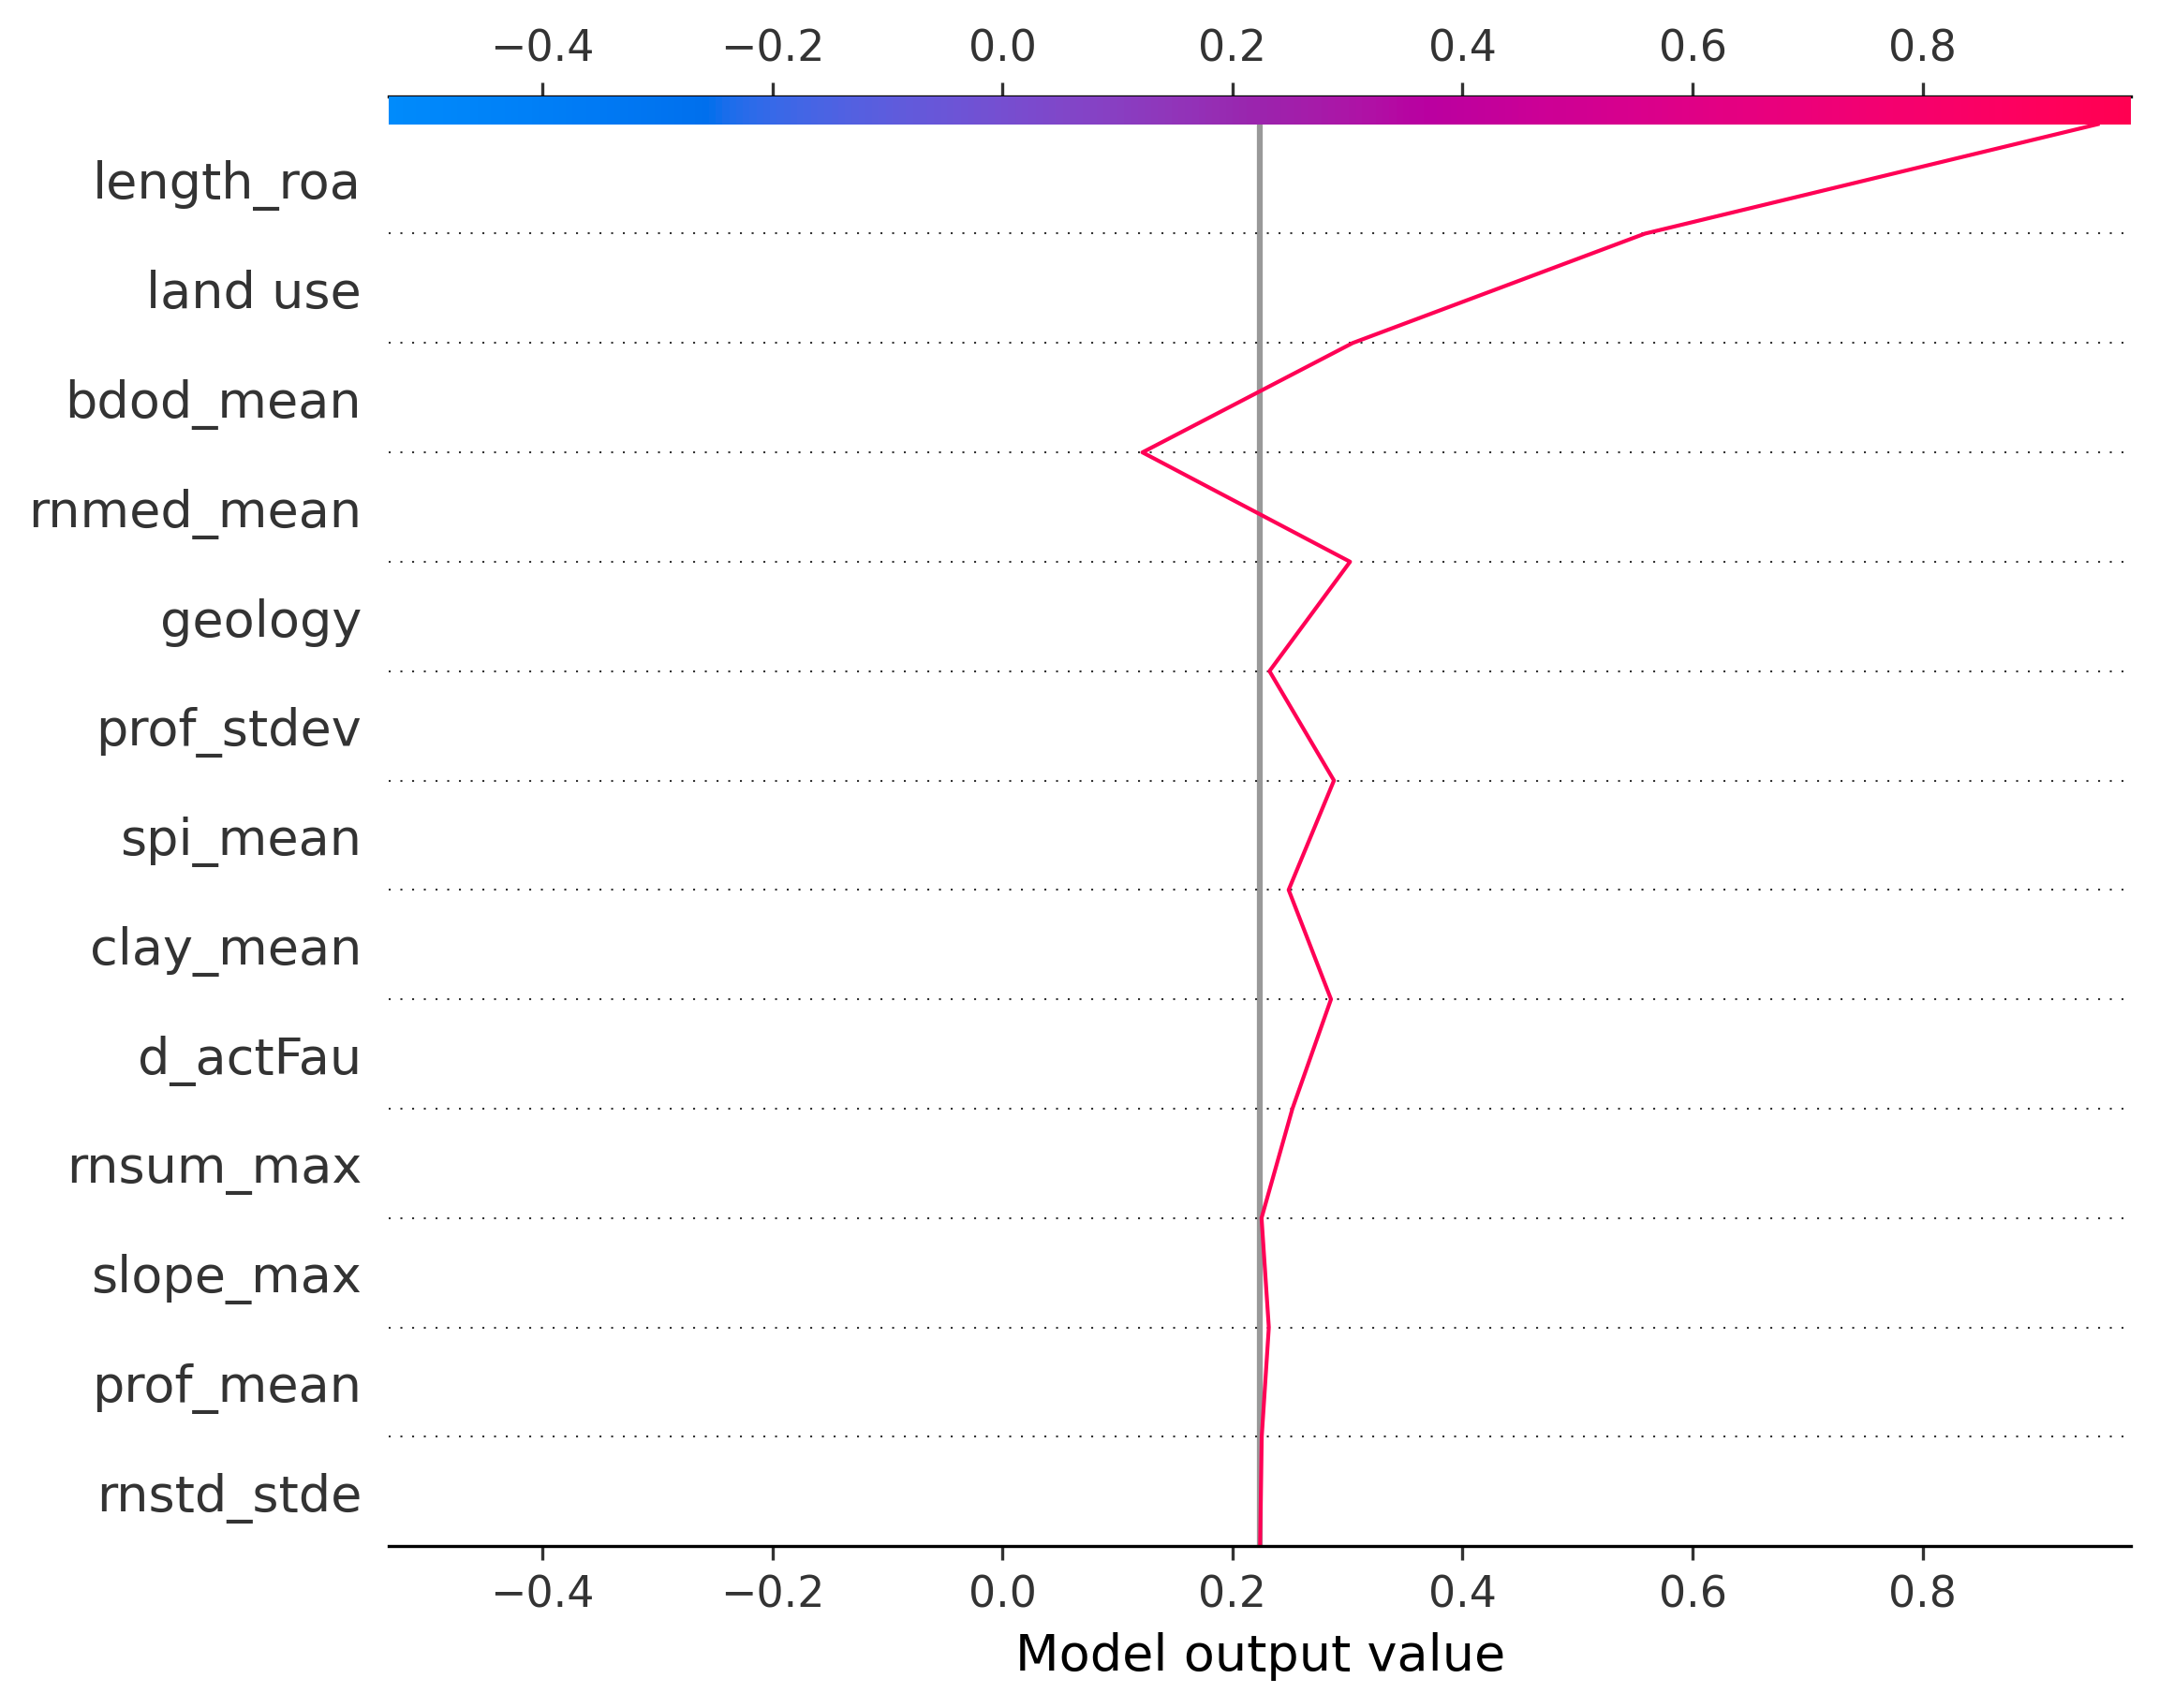 −0.4 −0.2 0.0 0.2 0.4 0.6 0.8
length_roa
land use
bdod_mean
rnmed_mean
geology
prof_stdev
spi_mean
clay_mean
d_actFau
rnsum_max
slope_max
prof_mean
rnstd_stde
−0.4 −0.2 0.0 0.2 0.4 0.6 0.8
Model output value